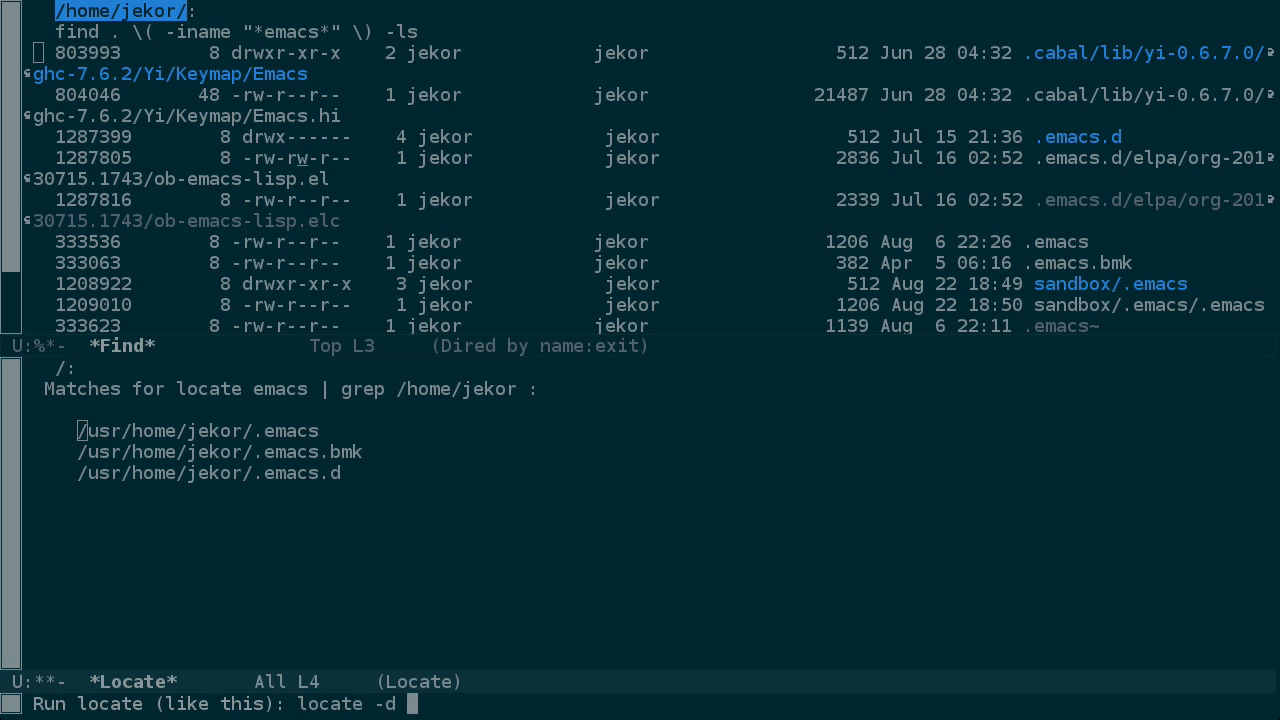 /home/jekor/:
find . \( -iname "*emacs*" \) -ls
803993        8 drwxr-xr-x    2 jekor            jekor                 512 Jun 28 04:32 .cabal/lib/yi-0.6.7.0/
ghc-7.6.2/Yi/Keymap/Emacs
804046       48 -rw-r--r--    1 jekor            jekor               21487 Jun 28 04:32 .cabal/lib/yi-0.6.7.0/
ghc-7.6.2/Yi/Keymap/Emacs.hi
1287399        8 drwx------    4 jekor             jekor                 512 Jul 15 21:36 .emacs.d
1287805        8 -rw-rw-r--    1 jekor             jekor                2836 Jul 16 02:52 .emacs.d/elpa/org-201
30715.1743/ob-emacs-lisp.el
1287816        8 -rw-r--r--    1 jekor             jekor                2339 Jul 16 02:52 .emacs.d/elpa/org-201
30715.1743/ob-emacs-lisp.elc
333536        8 -rw-r--r--    1 jekor            jekor                1206 Aug  6 22:26 .emacs
333063        8 -rw-r--r--    1 jekor            jekor                 382 Apr  5 06:16 .emacs.bmk
1208922        8 drwxr-xr-x    3 jekor             jekor                 512 Aug 22 18:49 sandbox/.emacs
1209010        8 -rw-r--r--    1 jekor             jekor                1206 Aug 22 18:50 sandbox/.emacs/.emacs
333623        8 -rw-r--r--    1 jekor            jekor                1139 Aug  6 22:11 .emacs~
U:%*-  *Find*              Top L3     (Dired by name:exit)
/:
Matches for locate emacs | grep /home/jekor :
/usr/home/jekor/.emacs
/usr/home/jekor/.emacs.bmk
/usr/home/jekor/.emacs.d
U:**-  *Locate*       All L4     (Locate)
Run locate (like this): locate -d